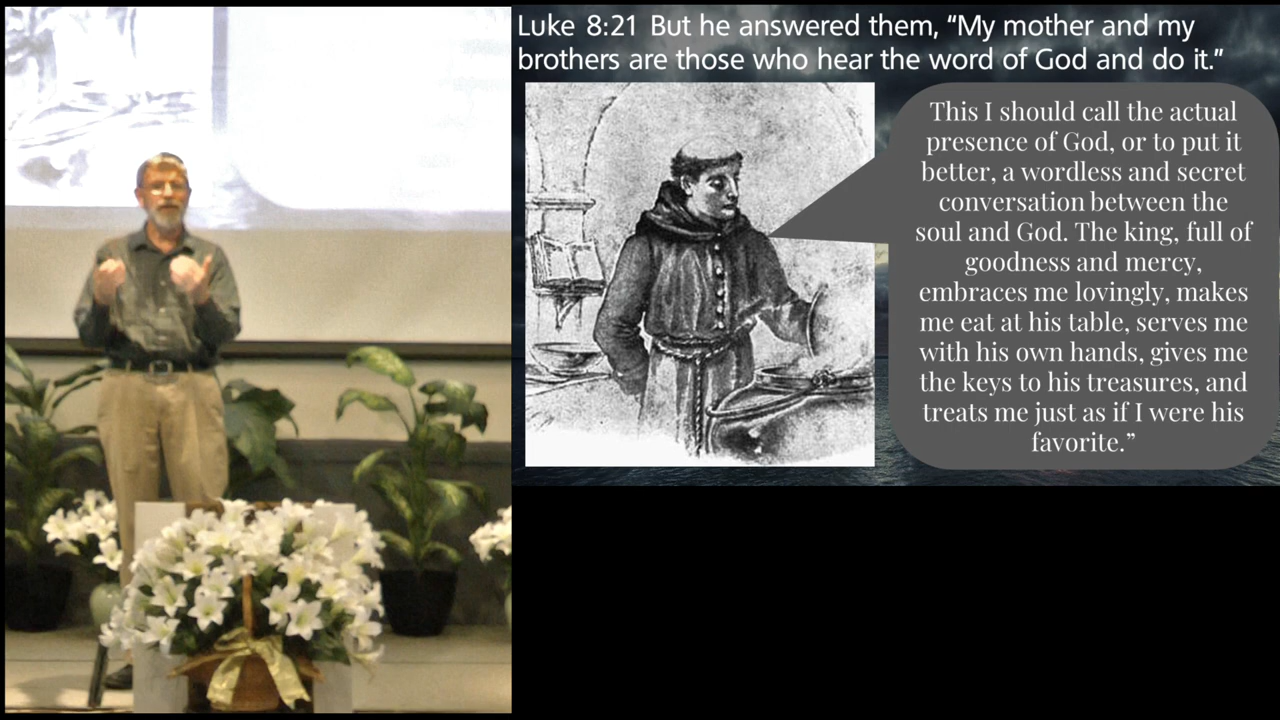 Luke 8:21 But he answered them, “My mother and my
brothers are those who hear the word of God and do it.”
This I should call the actual
presence of God, or to put it
better, a wordless and secret
conversation between the
soul and God. The king, full of
goodness and mercy,
embraces me lovingly, makes
me eat at his table, serves me
with his own hands, gives me
the keys to his treasures, and
treats me just as if I were his
favorite.”